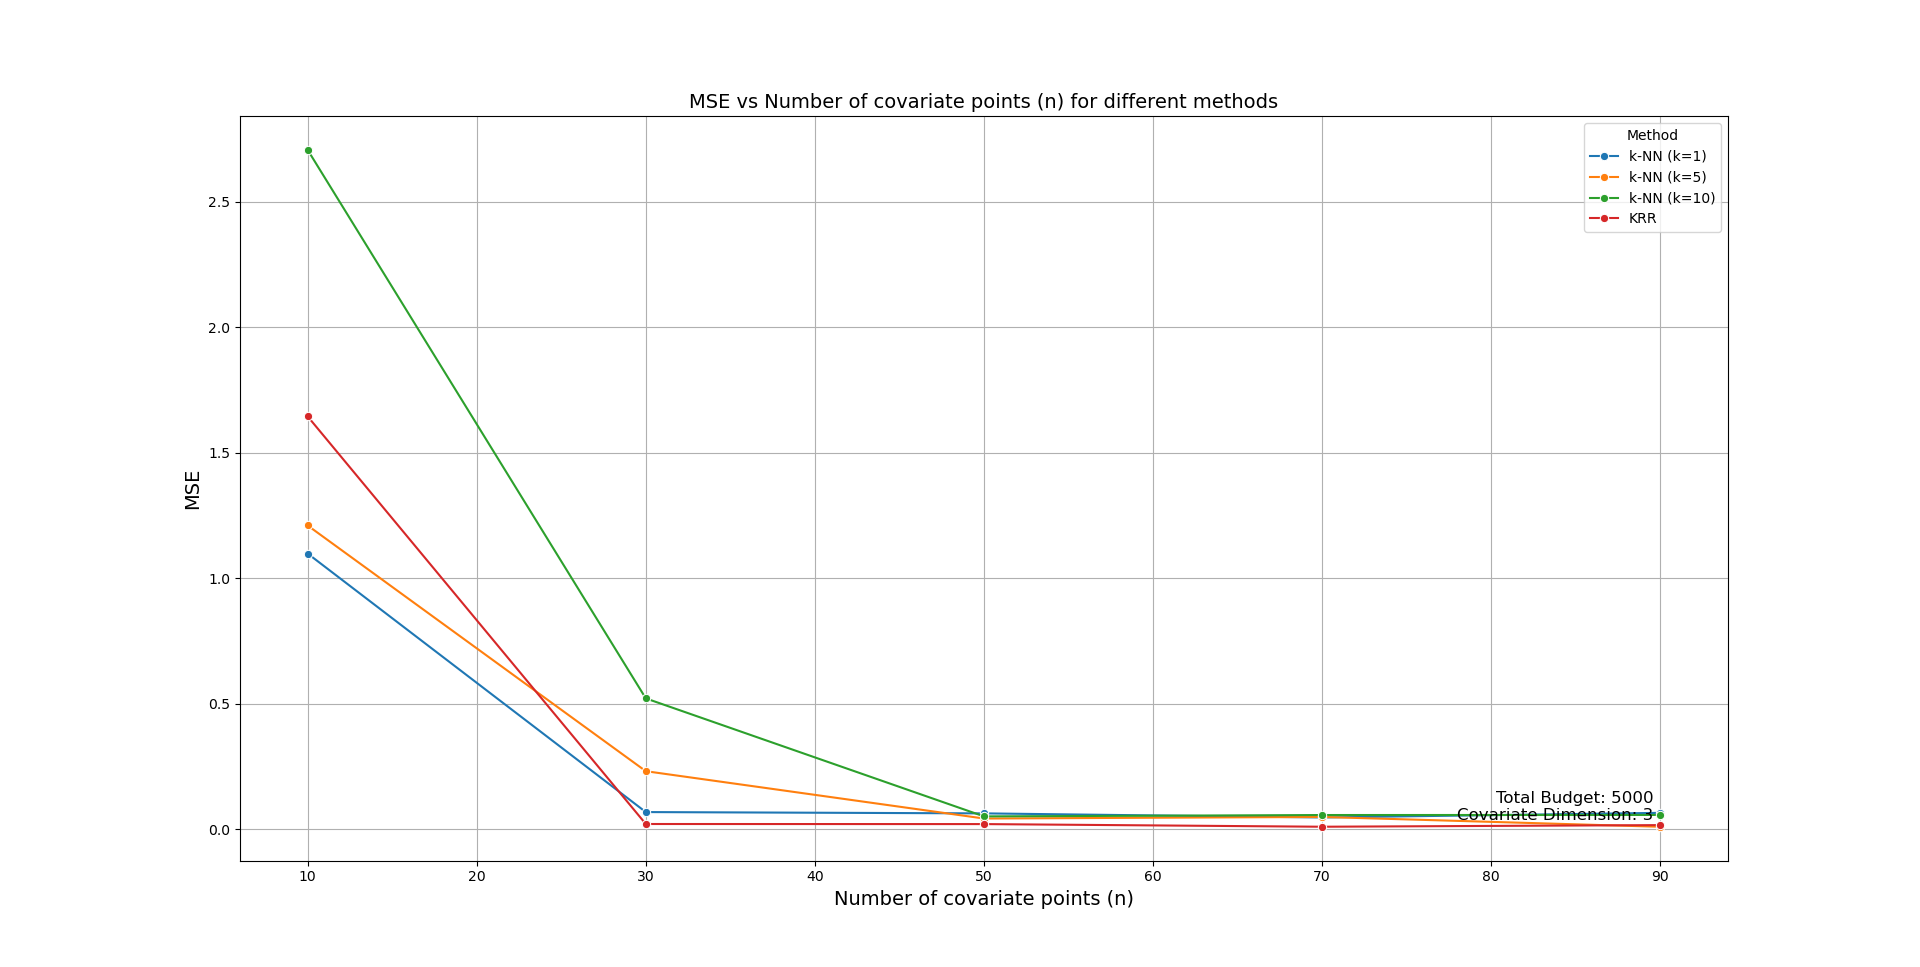 MSE vs Number of covariate points (n) for different methods
Method
k-NN (k=1)
k-NN (k=5)
k-NN (k=10)
KRR
MSE
2.5
2.0
1.5
1.0
0.5
0.0
Total Budget: 5000
Covariate Dimension: 3
10 20 30 40 50 60 70 80 90
Number of covariate points (n)